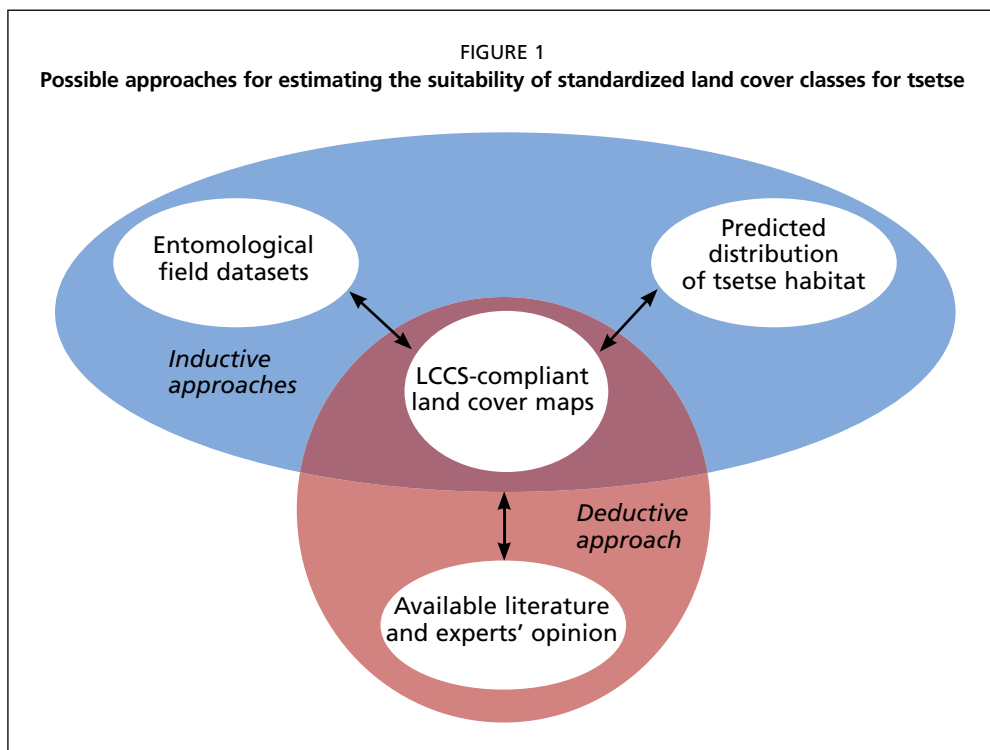 FIGURE 1
Possible approaches for estimating the suitability of standardized land cover classes for tsetse
Entomological
field datasets
Predicted
distribution
of tsetse habitat
Inductive
approaches
LCCS-compliant
land cover maps
Deductive
approach
Available literature
and experts’ opinion